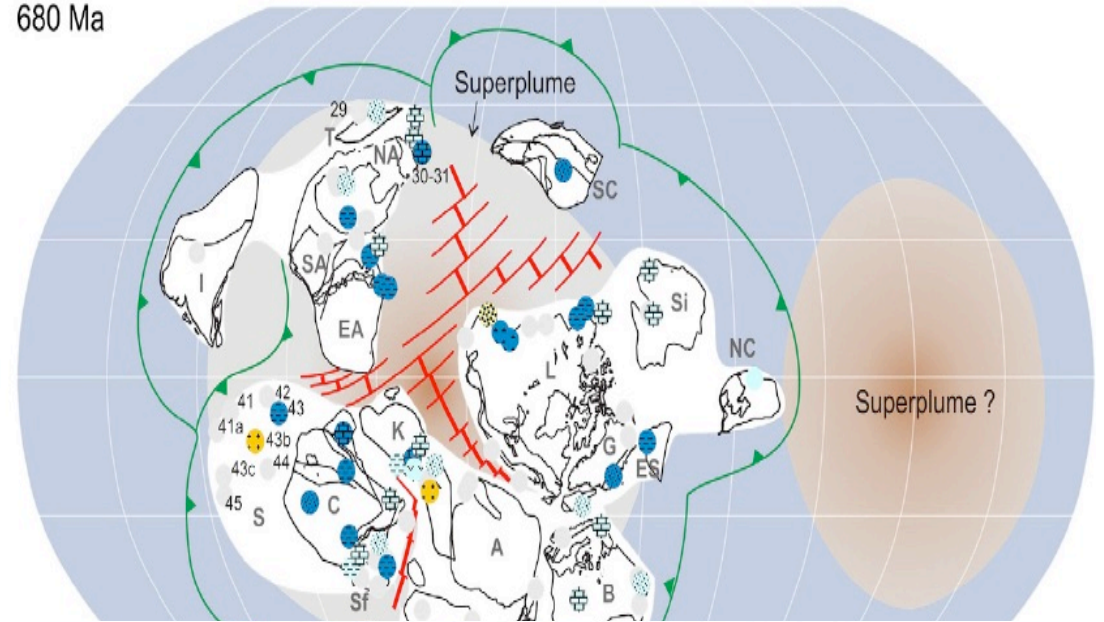 680 Ma
Superplume
29
T
NA
30-31
SC
SA
I
EA
Si
NC
L
Superplume ?
41
42
43
41a
43b
K
G
ES
43c
44
45
S
C
A
Sf
B